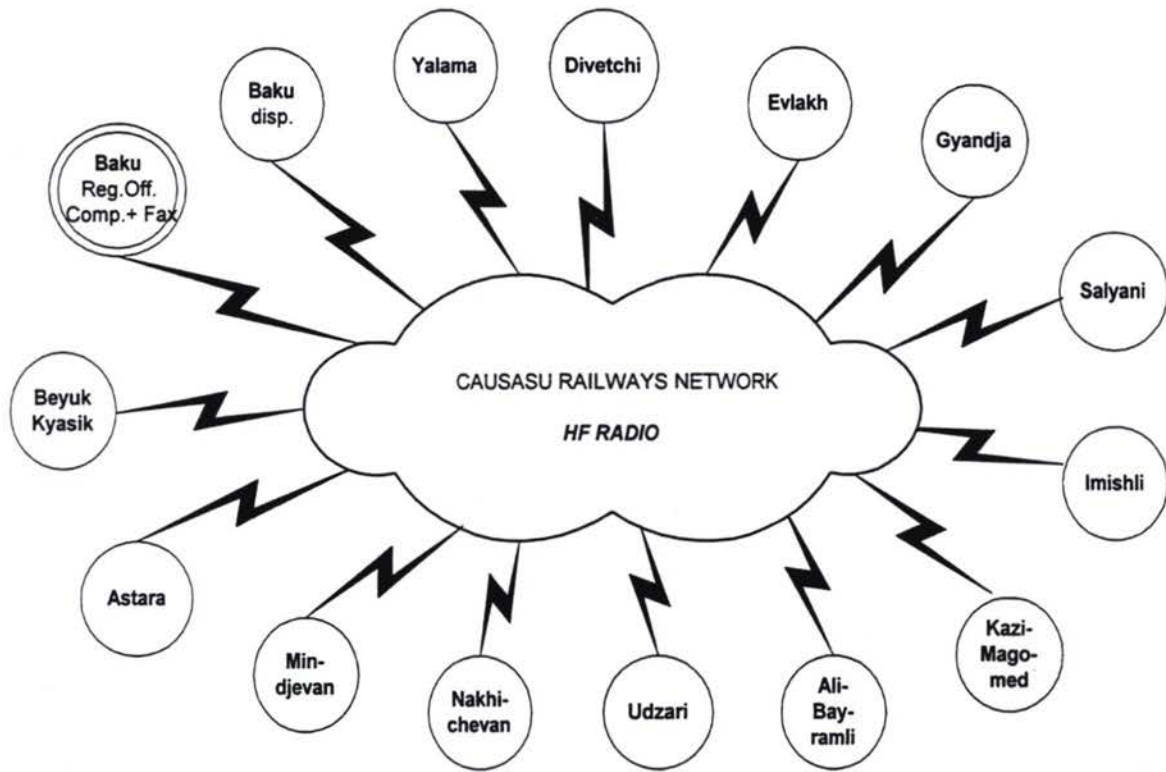 Yalama
Divetchi
Baku
disp.
Evlakh
Gyandja
Baku
Reg.Off.
Comp.+ Fax
Salyani
CAUSASU RAILWAYS NETWORK
HF RADIO
Beyuk
Kyasik
Imishli
Astara
Min-
djevan
Nakhi-
chevan
Udzari
Ali-
Bay-
ramli
Kazi-
Mago-
med